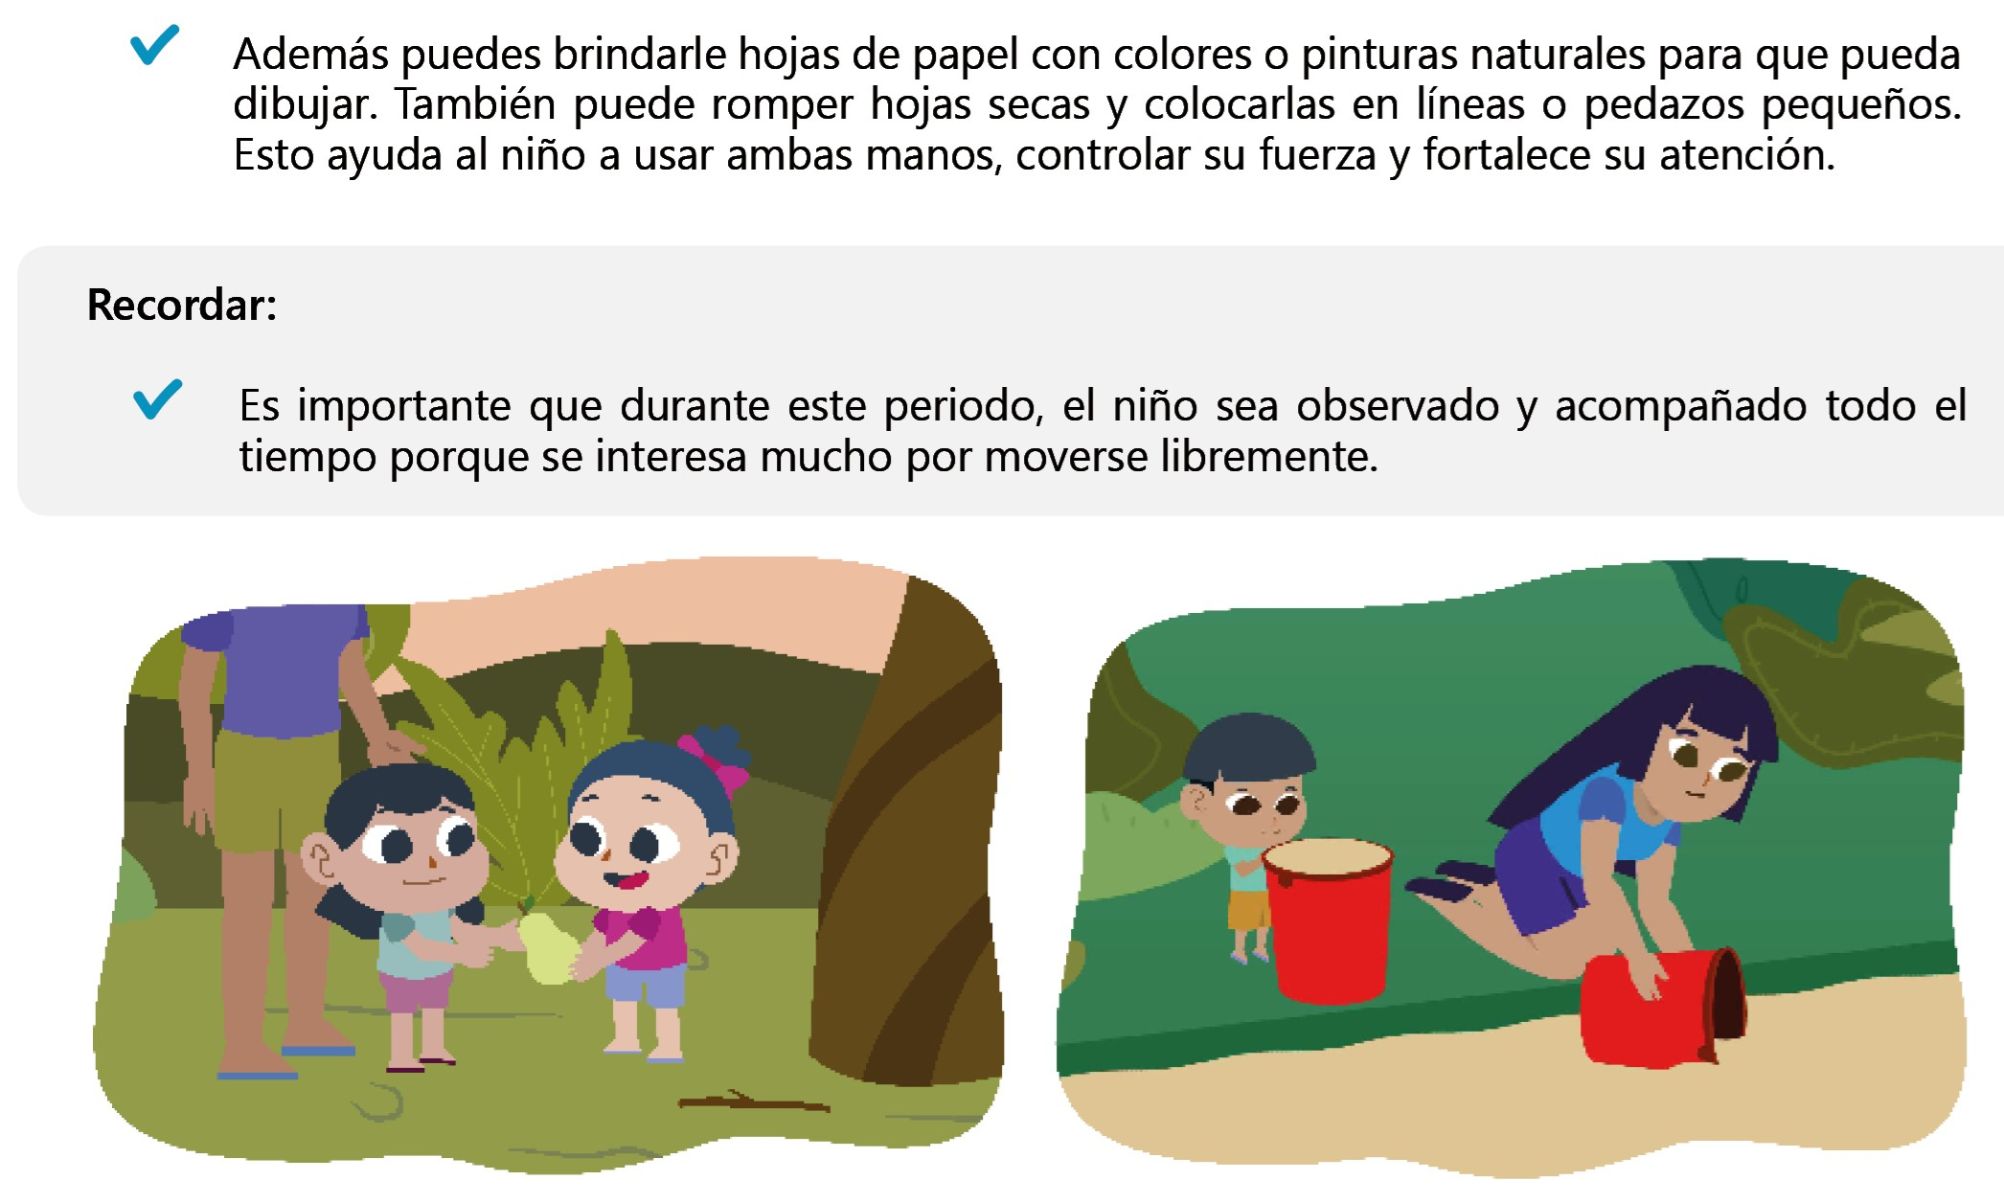 Además puedes brindarle hojas de papel con colores o pinturas naturales para que pueda
dibujar. También puede romper hojas secas y colocarlas en líneas o pedazos pequeños.
Esto ayuda al niño a usar ambas manos, controlar su fuerza y fortalece su atención.
Recordar:
Es importante que durante este periodo, el niño sea observado y acompañado todo el
tiempo porque se interesa mucho por moverse libremente.